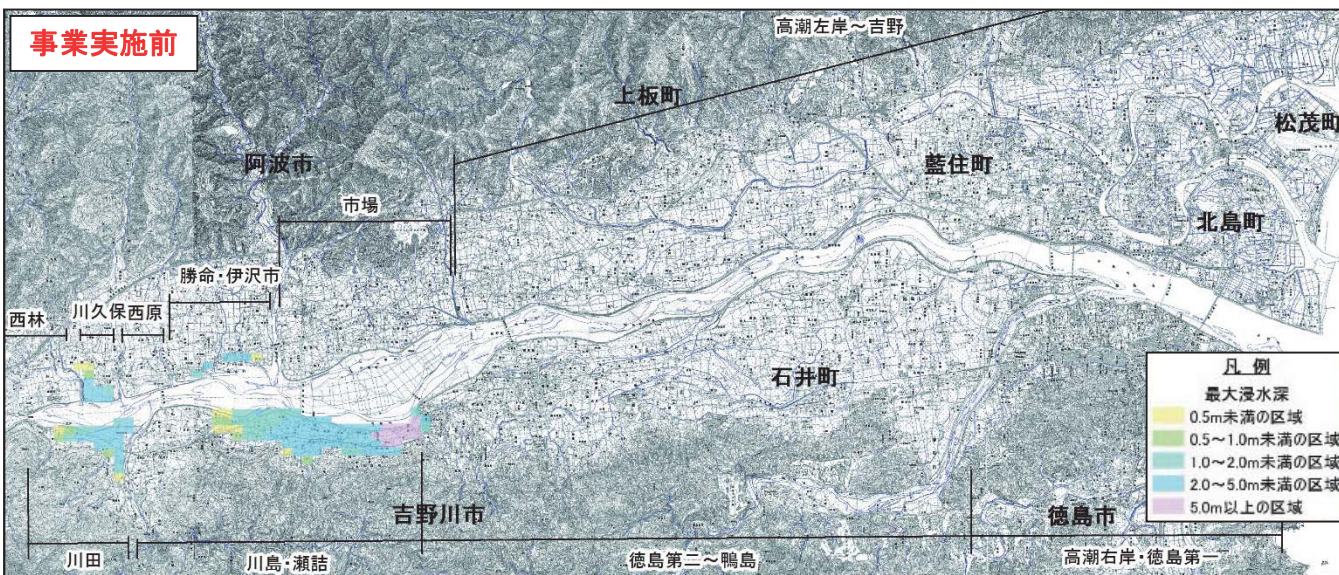 事業実施前
高潮左岸～吉野
上板町
松茂町
阿波市
藍住町
市場
北島町
勝命・伊沢市
川久保
西原
西林
石井町
凡 例
最大浸水深
0.5m未満の区域
0.5～1.0m未満の区域
1.0～2.0m未満の区域
2.0～5.0m未満の区域
5.0m以上の区域
吉野川市
徳島市
川田
川島・瀬詰
徳島第二～鴨島
高潮右岸・徳島第一